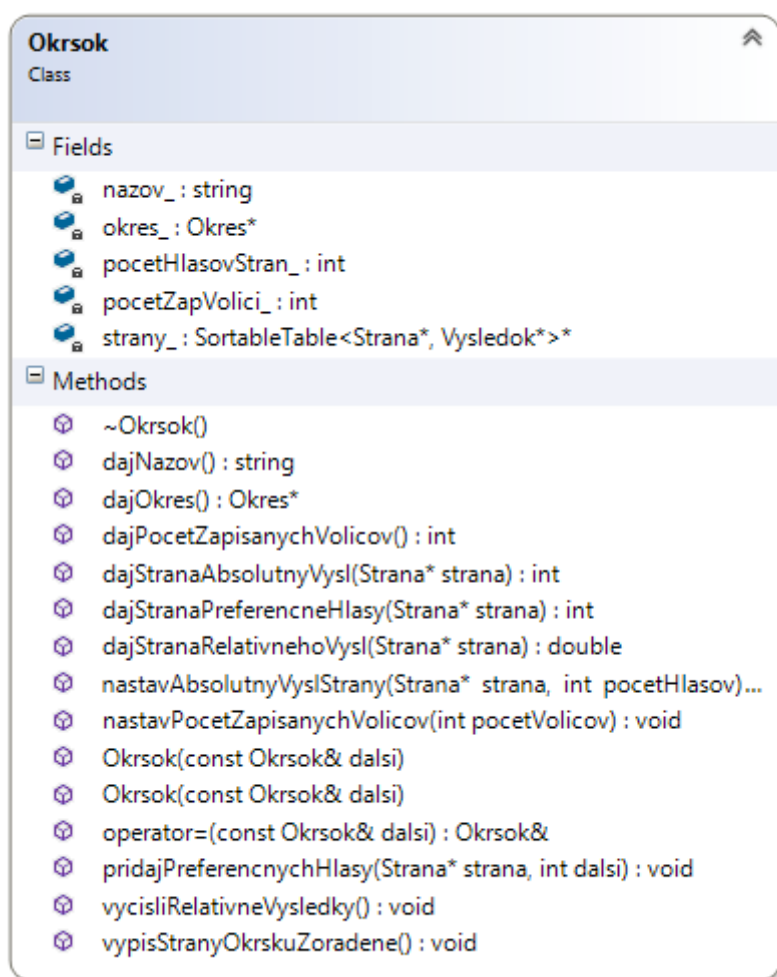 Okrsok
Class
Fields
nazov_ : string
okres_ : Okres*
pocetHlasovStran_ : int
pocetZapVolici_ : int
strany_ : SortableTable<Strana*, Vysledok*>*
Methods
~Okrsok()
dajNazov() : string
dajOkres() : Okres*
dajPocetZapisanychVolicov() : int
dajStranaAbsolutnyVysl(Strana* strana) : int
dajStranaPreferencneHlasy(Strana* strana) : int
dajStranaRelativnehoVysl(Strana* strana) : double
nastavAbsolutnyVyslStrany(Strana* strana, int pocetHlasov)...
nastavPocetZapisanychVolicov(int pocetVolicov) : void
Okrsok(const Okrsok& dalsi)
Okrsok(const Okrsok& dalsi)
operator=(const Okrsok& dalsi) : Okrsok&
pridajPreferencnychHlasy(Strana* strana, int dalsi) : void
vycisliRelativneVysledky() : void
vypisStranyOkrskuZoradene() : void